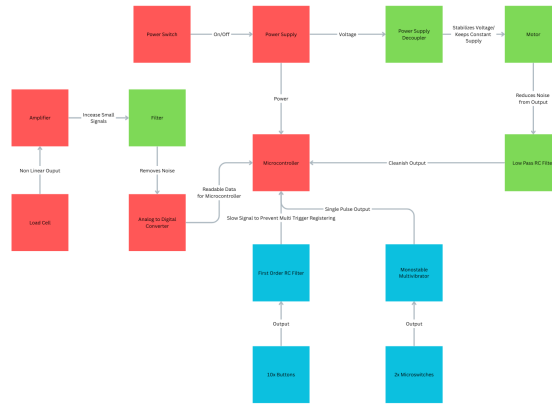 Power Switch
On/Off
Power Supply
Voltage
Power Supply
Decoupler
Stabilizes Voltage/
Keeps Constant
Supply
Motor
Power
Reduces Noise
from Output
Amplifier
Incease Small
Signals
Filter
Non Linear Ouput
Removes Noise
Microcontroller
Cleanish Output
Low Pass RC Filter
Readable Data
for Microcontroller
Load Cell
Analog to Digital
Converter
Single Pulse Output
Slow Signal to Prevent Multi Trigger Registering
First Order RC Filter
Monostable
Multivibrator
Output
Output
10x Buttons
2x Microswitches